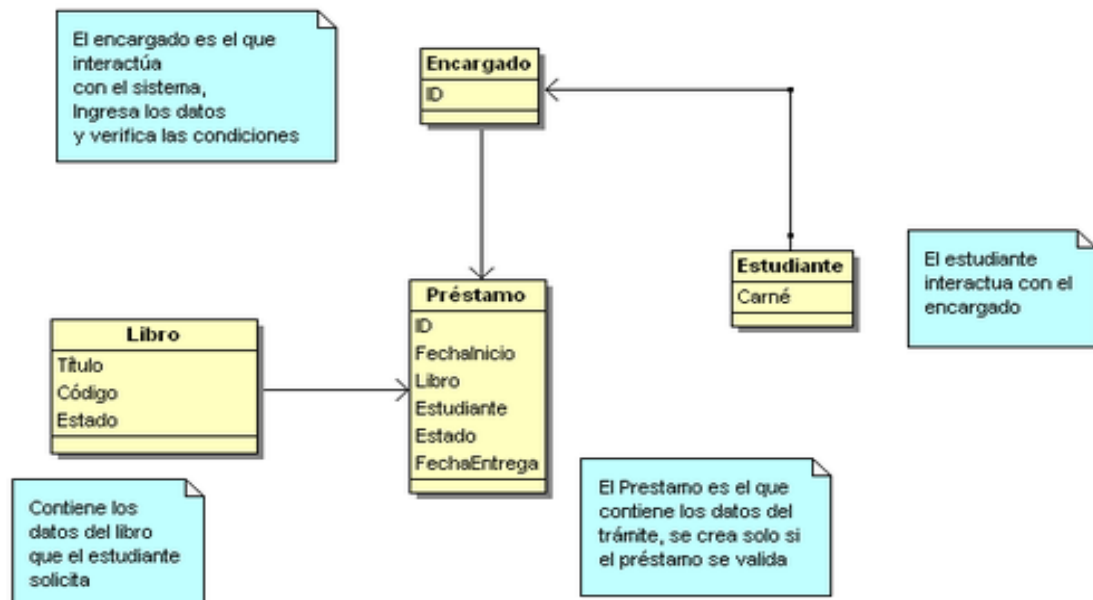 El encargado es el que
interactúa
con el sistema,
Ingresa los datos
y verifica las condiciones
Encargado
ID
Estudiante
Carné
El estudiante
interactua con el
encargado
Préstamo
ID
FechaInicio
Libro
Estudiante
Estado
FechaEntrega
Libro
Título
Código
Estado
Contiene los
datos del libro
que el estudiante
solicita
El Prestamo es el que
contiene los datos del
trámite, se crea solo si
el préstamo se valida